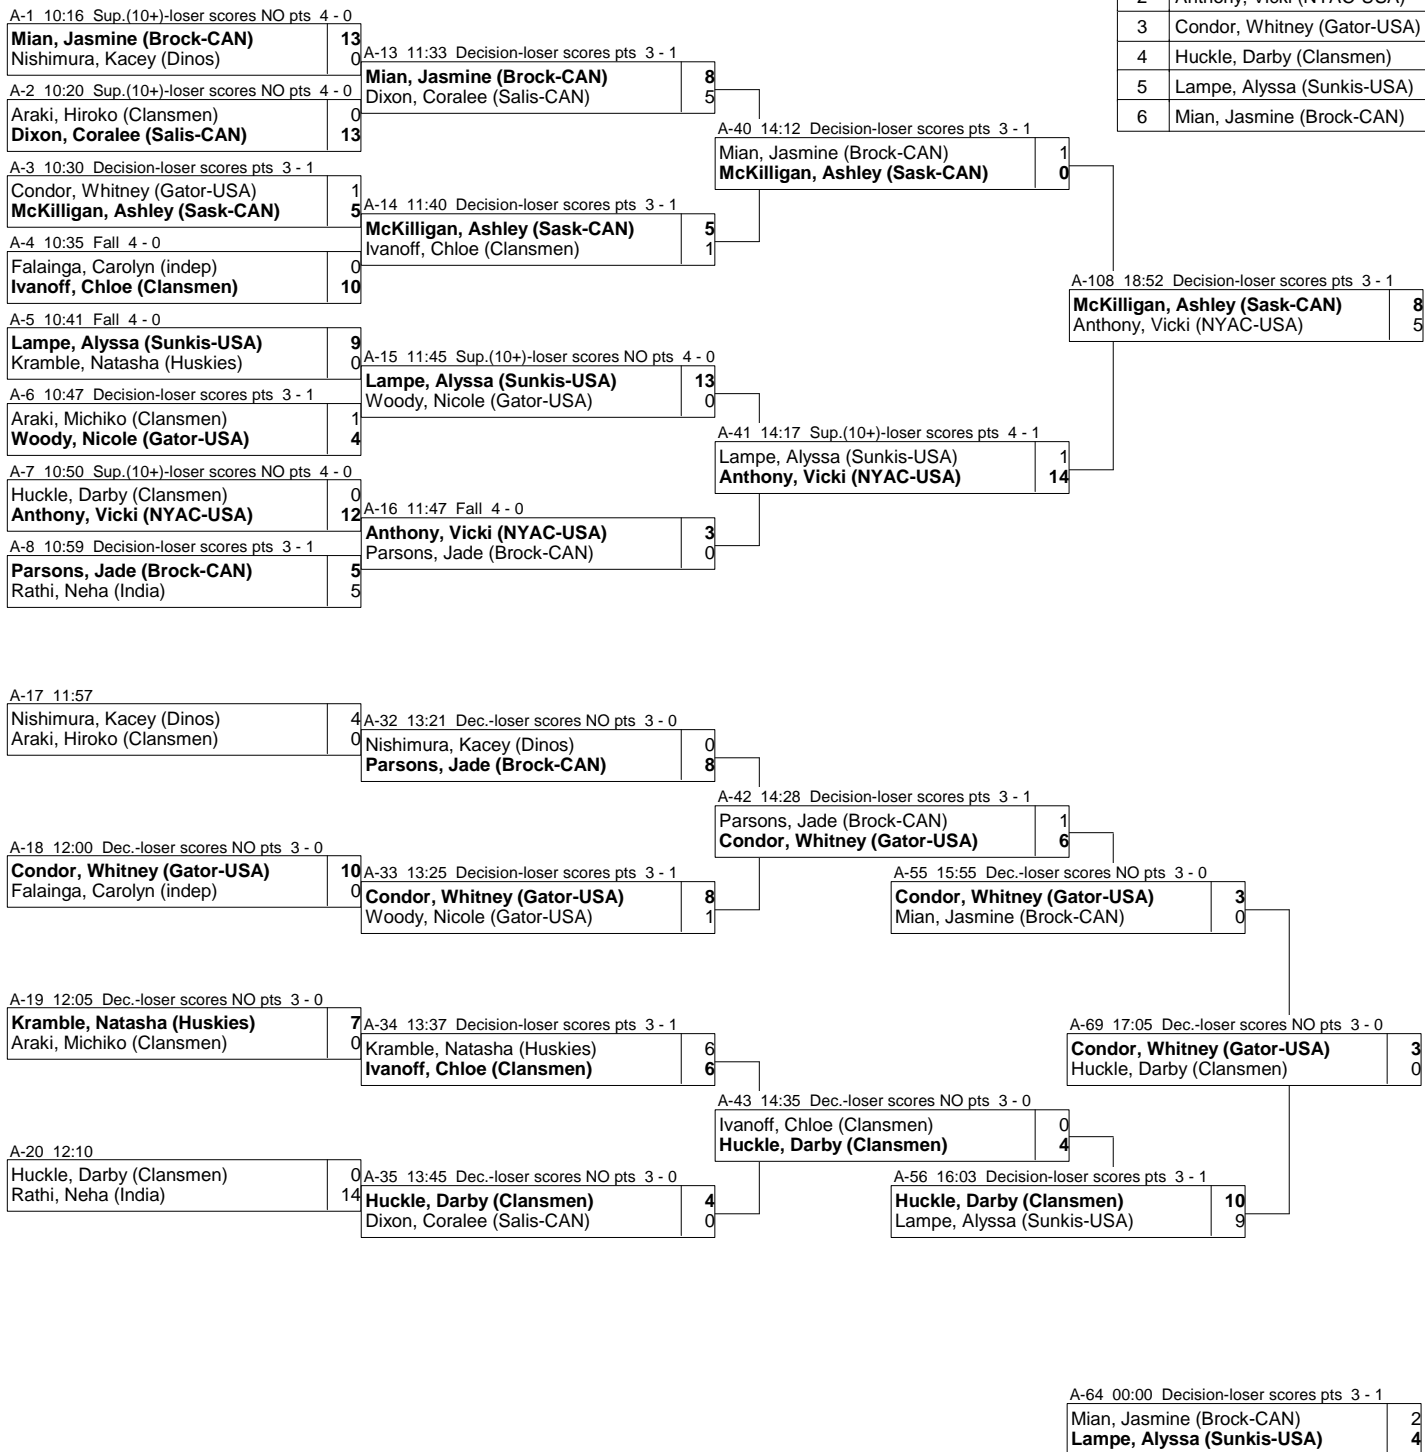 2 Anthony, Vicki (NYAC-USA)
3 Condor, Whitney (Gator-USA)
4 Huckle, Darby (Clansmen)
5 Lampe, Alyssa (Sunkis-USA)
6 Mian, Jasmine (Brock-CAN)
A-1 10:16 Sup.(10+)-loser scores NO pts 4 - 0
Mian, Jasmine (Brock-CAN) 13
Nishimura, Kacey (Dinos) 0
A-2 10:20 Sup.(10+)-loser scores NO pts 4 - 0
Araki, Hiroko (Clansmen) 0
Dixon, Coralee (Salis-CAN) 13
A-3 10:30 Decision-loser scores pts 3 - 1
Condor, Whitney (Gator-USA) 1
McKilligan, Ashley (Sask-CAN) 5
A-4 10:35 Fall 4 - 0
Falainga, Carolyn (indep) 0
Ivanoff, Chloe (Clansmen) 10
A-5 10:41 Fall 4 - 0
Lampe, Alyssa (Sunkis-USA) 9
Kramble, Natasha (Huskies) 0
A-6 10:47 Decision-loser scores pts 3 - 1
Araki, Michiko (Clansmen) 1
Woody, Nicole (Gator-USA) 4
A-7 10:50 Sup.(10+)-loser scores NO pts 4 - 0
Huckle, Darby (Clansmen) 0
Anthony, Vicki (NYAC-USA) 12
A-8 10:59 Decision-loser scores pts 3 - 1
Parsons, Jade (Brock-CAN) 5
Rathi, Neha (India) 5
A-13 11:33 Decision-loser scores pts 3 - 1
Mian, Jasmine (Brock-CAN) 8
Dixon, Coralee (Salis-CAN) 5
A-14 11:40 Decision-loser scores pts 3 - 1
McKilligan, Ashley (Sask-CAN) 5
Ivanoff, Chloe (Clansmen) 1
A-15 11:45 Sup.(10+)-loser scores NO pts 4 - 0
Lampe, Alyssa (Sunkis-USA) 13
Woody, Nicole (Gator-USA) 0
A-16 11:47 Fall 4 - 0
Anthony, Vicki (NYAC-USA) 3
Parsons, Jade (Brock-CAN) 0
A-40 14:12 Decision-loser scores pts 3 - 1
Mian, Jasmine (Brock-CAN) 1
McKilligan, Ashley (Sask-CAN) 0
A-41 14:17 Sup.(10+)-loser scores pts 4 - 1
Lampe, Alyssa (Sunkis-USA) 1
Anthony, Vicki (NYAC-USA) 14
A-108 18:52 Decision-loser scores pts 3 - 1
McKilligan, Ashley (Sask-CAN) 8
Anthony, Vicki (NYAC-USA) 5
A-17 11:57
Nishimura, Kacey (Dinos) 4
Araki, Hiroko (Clansmen) 0
A-18 12:00 Dec.-loser scores NO pts 3 - 0
Condor, Whitney (Gator-USA) 10
Falainga, Carolyn (indep) 0
A-19 12:05 Dec.-loser scores NO pts 3 - 0
Kramble, Natasha (Huskies) 7
Araki, Michiko (Clansmen) 0
A-20 12:10
Huckle, Darby (Clansmen) 0
Rathi, Neha (India) 14
A-32 13:21 Dec.-loser scores NO pts 3 - 0
Nishimura, Kacey (Dinos) 0
Parsons, Jade (Brock-CAN) 8
A-33 13:25 Decision-loser scores pts 3 - 1
Condor, Whitney (Gator-USA) 8
Woody, Nicole (Gator-USA) 1
A-34 13:37 Decision-loser scores pts 3 - 1
Kramble, Natasha (Huskies) 6
Ivanoff, Chloe (Clansmen) 6
A-35 13:45 Dec.-loser scores NO pts 3 - 0
Huckle, Darby (Clansmen) 4
Dixon, Coralee (Salis-CAN) 0
A-42 14:28 Decision-loser scores pts 3 - 1
Parsons, Jade (Brock-CAN) 1
Condor, Whitney (Gator-USA) 6
A-43 14:35 Dec.-loser scores NO pts 3 - 0
Ivanoff, Chloe (Clansmen) 0
Huckle, Darby (Clansmen) 4
A-55 15:55 Dec.-loser scores NO pts 3 - 0
Condor, Whitney (Gator-USA) 3
Mian, Jasmine (Brock-CAN) 0
A-56 16:03 Decision-loser scores pts 3 - 1
Huckle, Darby (Clansmen) 10
Lampe, Alyssa (Sunkis-USA) 9
A-69 17:05 Dec.-loser scores NO pts 3 - 0
Condor, Whitney (Gator-USA) 3
Huckle, Darby (Clansmen) 0
A-64 00:00 Decision-loser scores pts 3 - 1
Mian, Jasmine (Brock-CAN) 2
Lampe, Alyssa (Sunkis-USA) 4